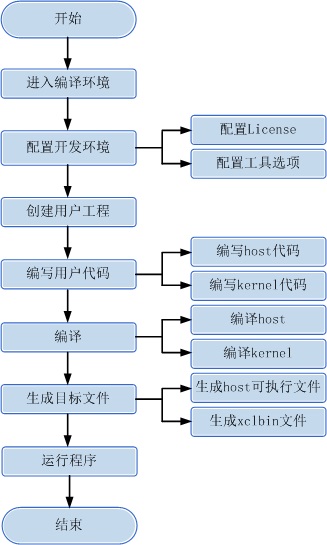 开始
进入编译环境
配置开发环境
配置License
配置工具选项
创建用户工程
编写用户代码
编写host代码
编写kernel代码
编译
编译host
编译kernel
生成目标文件
生成host可执行文件
生成xclbin文件
运行程序
结束